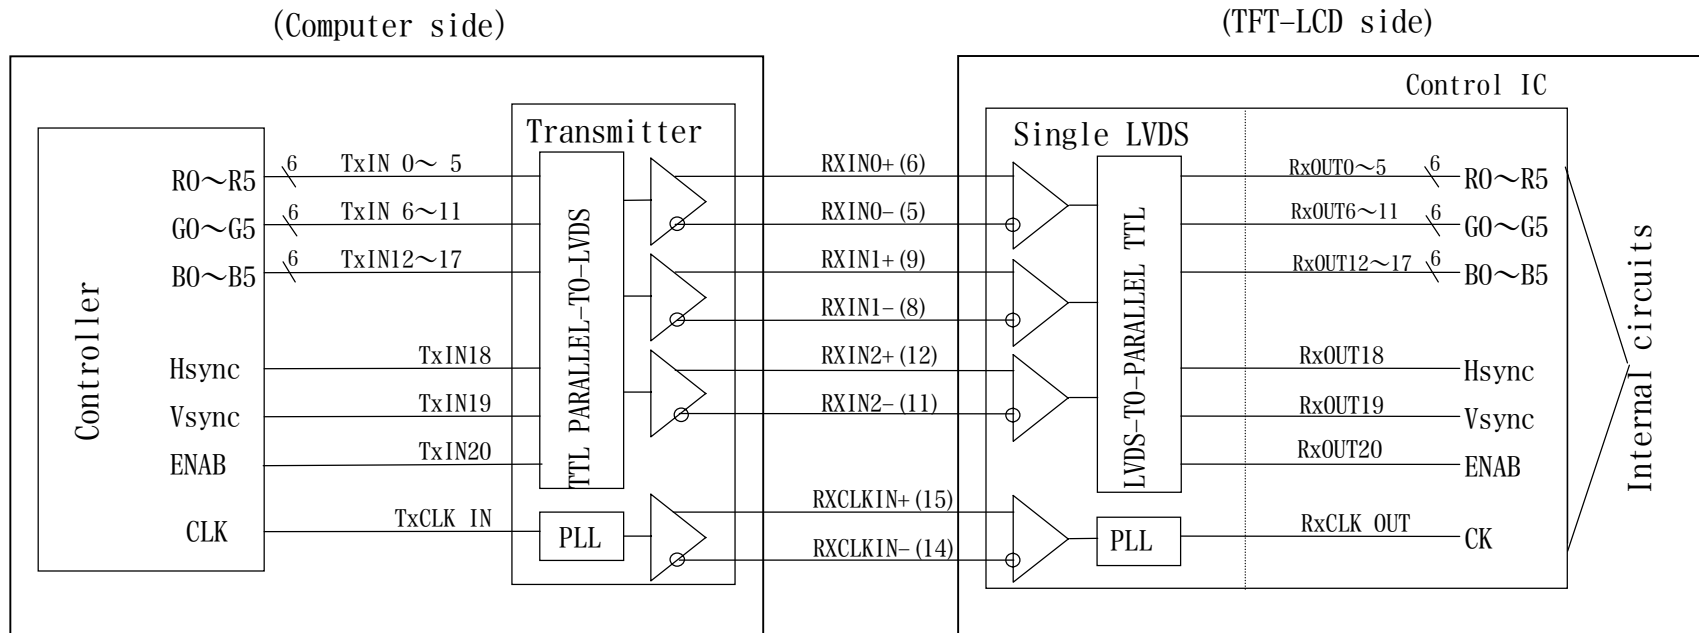 (Computer side)
(TFT-LCD side)
Control IC
Transmitter
Single LVDS
Controller
R0～R5
6
TxIN 0～ 5
G0～G5
6
TxIN 6～11
B0～B5
6
TxIN12～17
Hsync
TxIN18
Vsync
TxIN19
ENAB
TxIN20
CLK
TxCLK IN
TTL PARALLEL-TO-LVDS
PLL
RXIN0+(6)
RXIN0-(5)
RXIN1+(9)
RXIN1-(8)
RXIN2+(12)
RXIN2-(11)
RXCLKIN+(15)
RXCLKIN-(14)
LVDS-TO-PARALLEL TTL
PLL
RxOUT0～5
6
R0～R5
RxOUT6～11
6
G0～G5
RxOUT12～17
6
B0～B5
RxOUT18
Hsync
RxOUT19
Vsync
RxOUT20
ENAB
RxCLK OUT
CK
Internal circuits